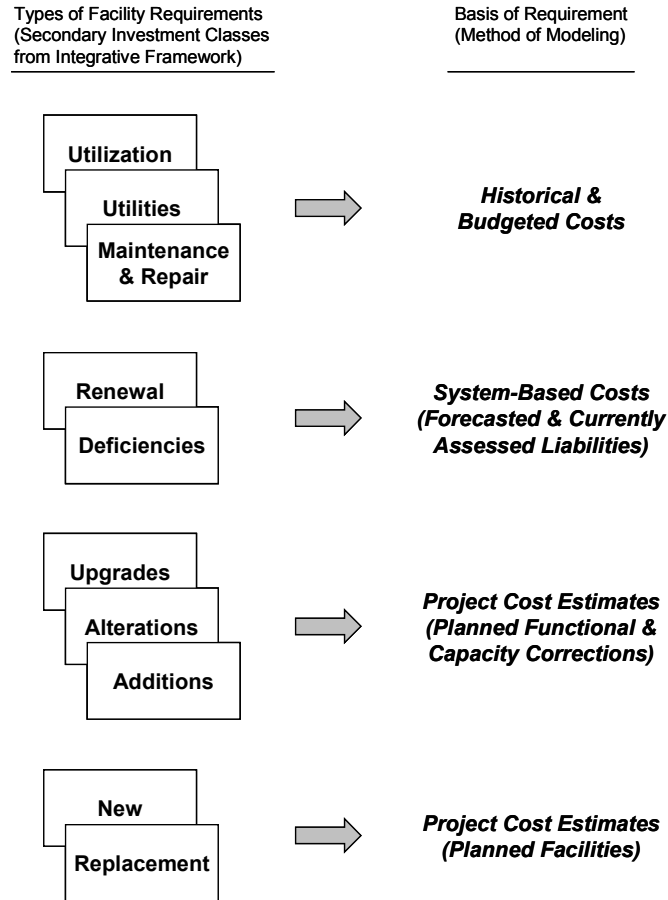 Types of Facility Requirements
(Secondary Investment Classes
from Integrative Framework)
Basis of Requirement
(Method of Modeling)
Utilization
Utilities
Maintenance
& Repair
Historical &
Budgeted Costs
Renewal
Deficiencies
System-Based Costs
(Forecasted & Currently
Assessed Liabilities)
Upgrades
Alterations
Additions
Project Cost Estimates
(Planned Functional &
Capacity Corrections)
New
Replacement
Project Cost Estimates
(Planned Facilities)